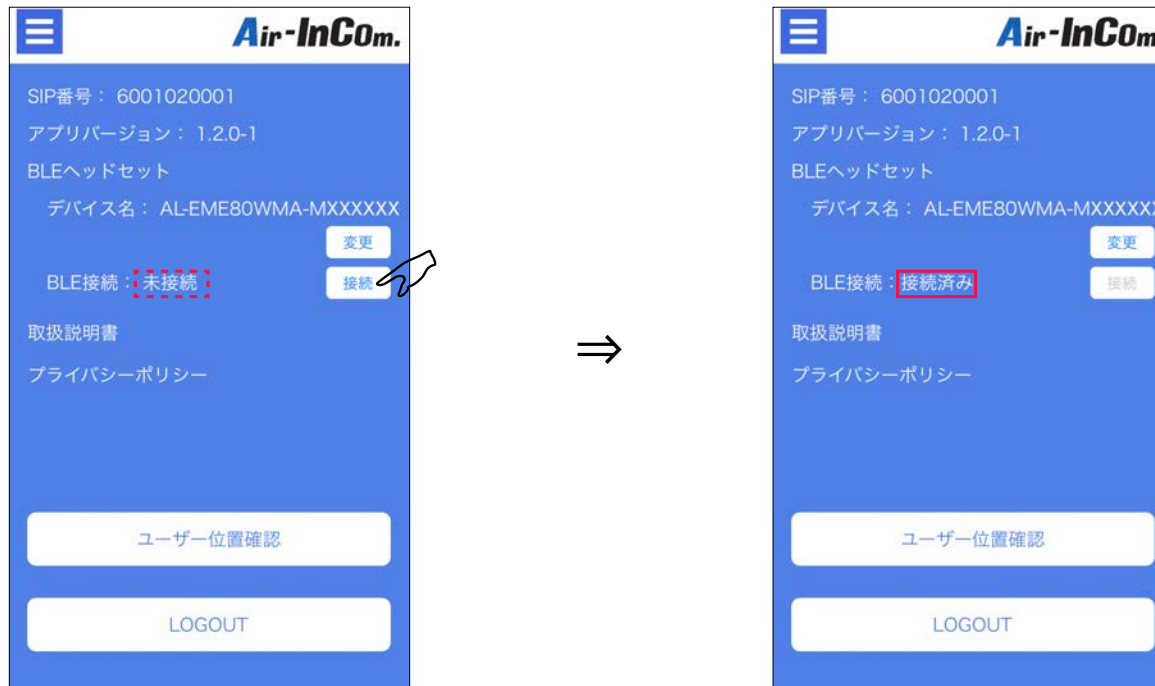 Air-InCom.
SIP番号： 6001020001
アプリバージョン： 1.2.0-1
BLEヘッドセット
デバイス名： AL-EME80WMA-MXXXXXX
変更
BLE接続：未接続
接続
取扱説明書
プライバシーポリシー
ユーザー位置確認
LOGOUT
⇒
Air-InCom
SIP番号： 6001020001
アプリバージョン： 1.2.0-1
BLEヘッドセット
デバイス名： AL-EME80WMA-MXXXXXX
変更
BLE接続：接続済み
接続
取扱説明書
プライバシーポリシー
ユーザー位置確認
LOGOUT